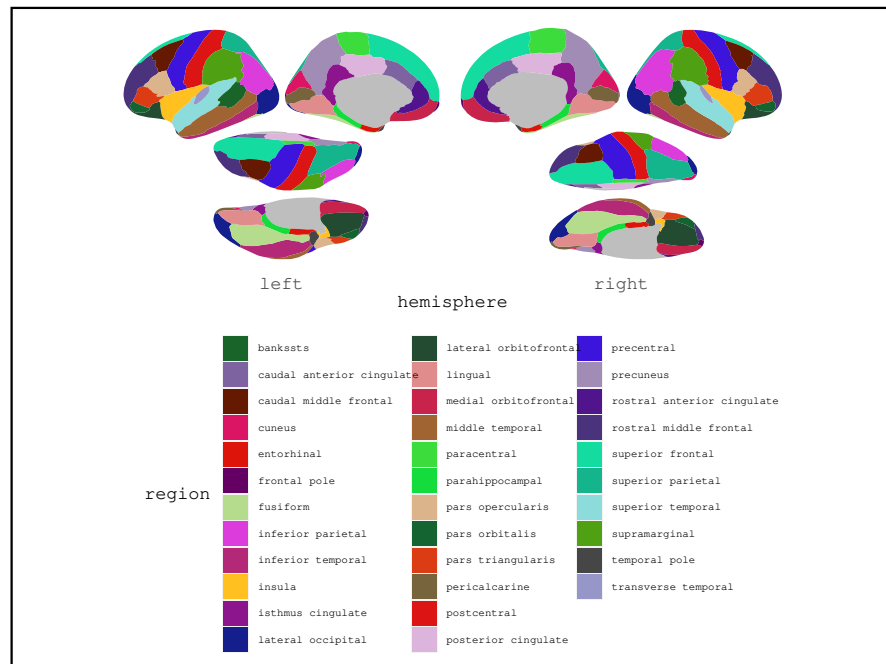 left right
hemisphere
bankssts lateral orbitofrontal precentral
caudal anterior cingulate lingual precuneus
caudal middle frontal medial orbitofrontal rostral anterior cingulate
cuneus middle temporal rostral middle frontal
entorhinal paracentral superior frontal
frontal pole parahippocampal superior parietal
region
fusiform pars opercularis superior temporal
inferior parietal pars orbitalis supramarginal
inferior temporal pars triangularis temporal pole
insula pericalcarine transverse temporal
isthmus cingulate postcentral
lateral occipital posterior cingulate